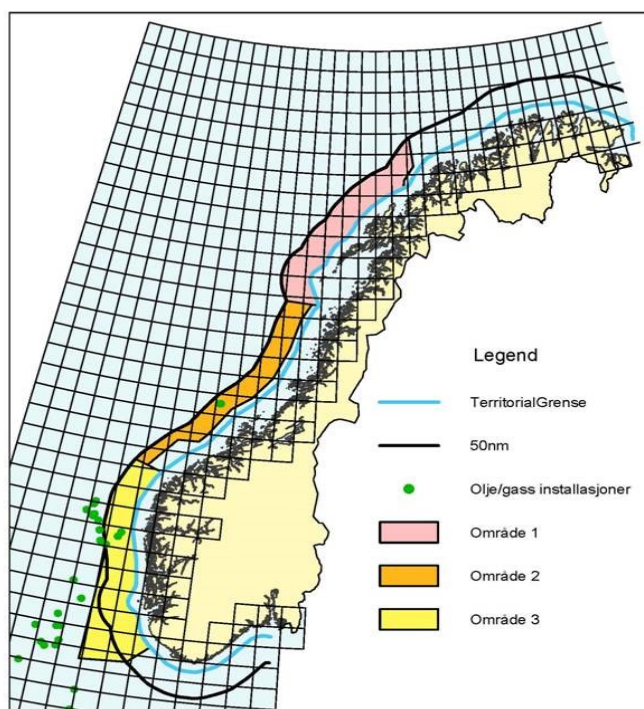 Legend
TerritorialGrense
50nm
Olje/gass installasjoner
Område 1
Område 2
Område 3